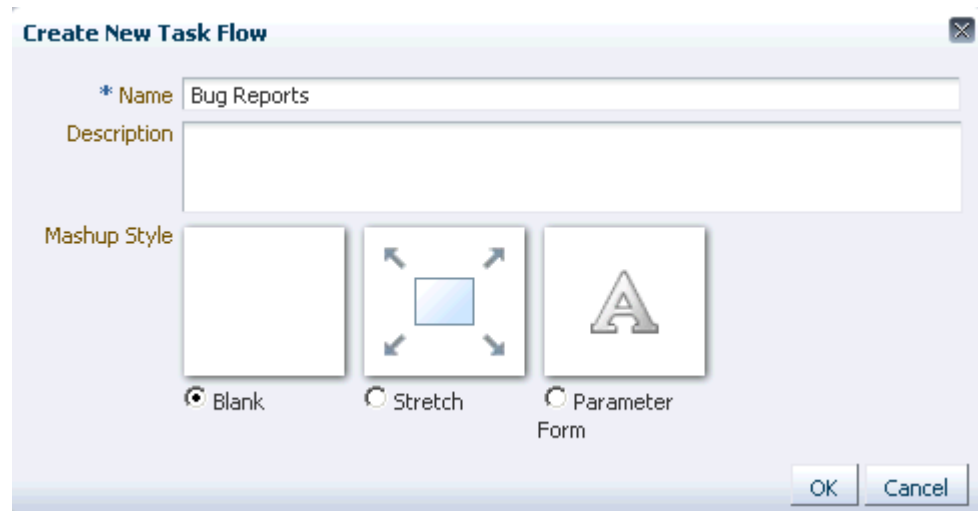 Create New Task Flow
* Name Bug Reports
Description
Mashup Style
A
Blank Stretch Parameter
Form
OK Cancel